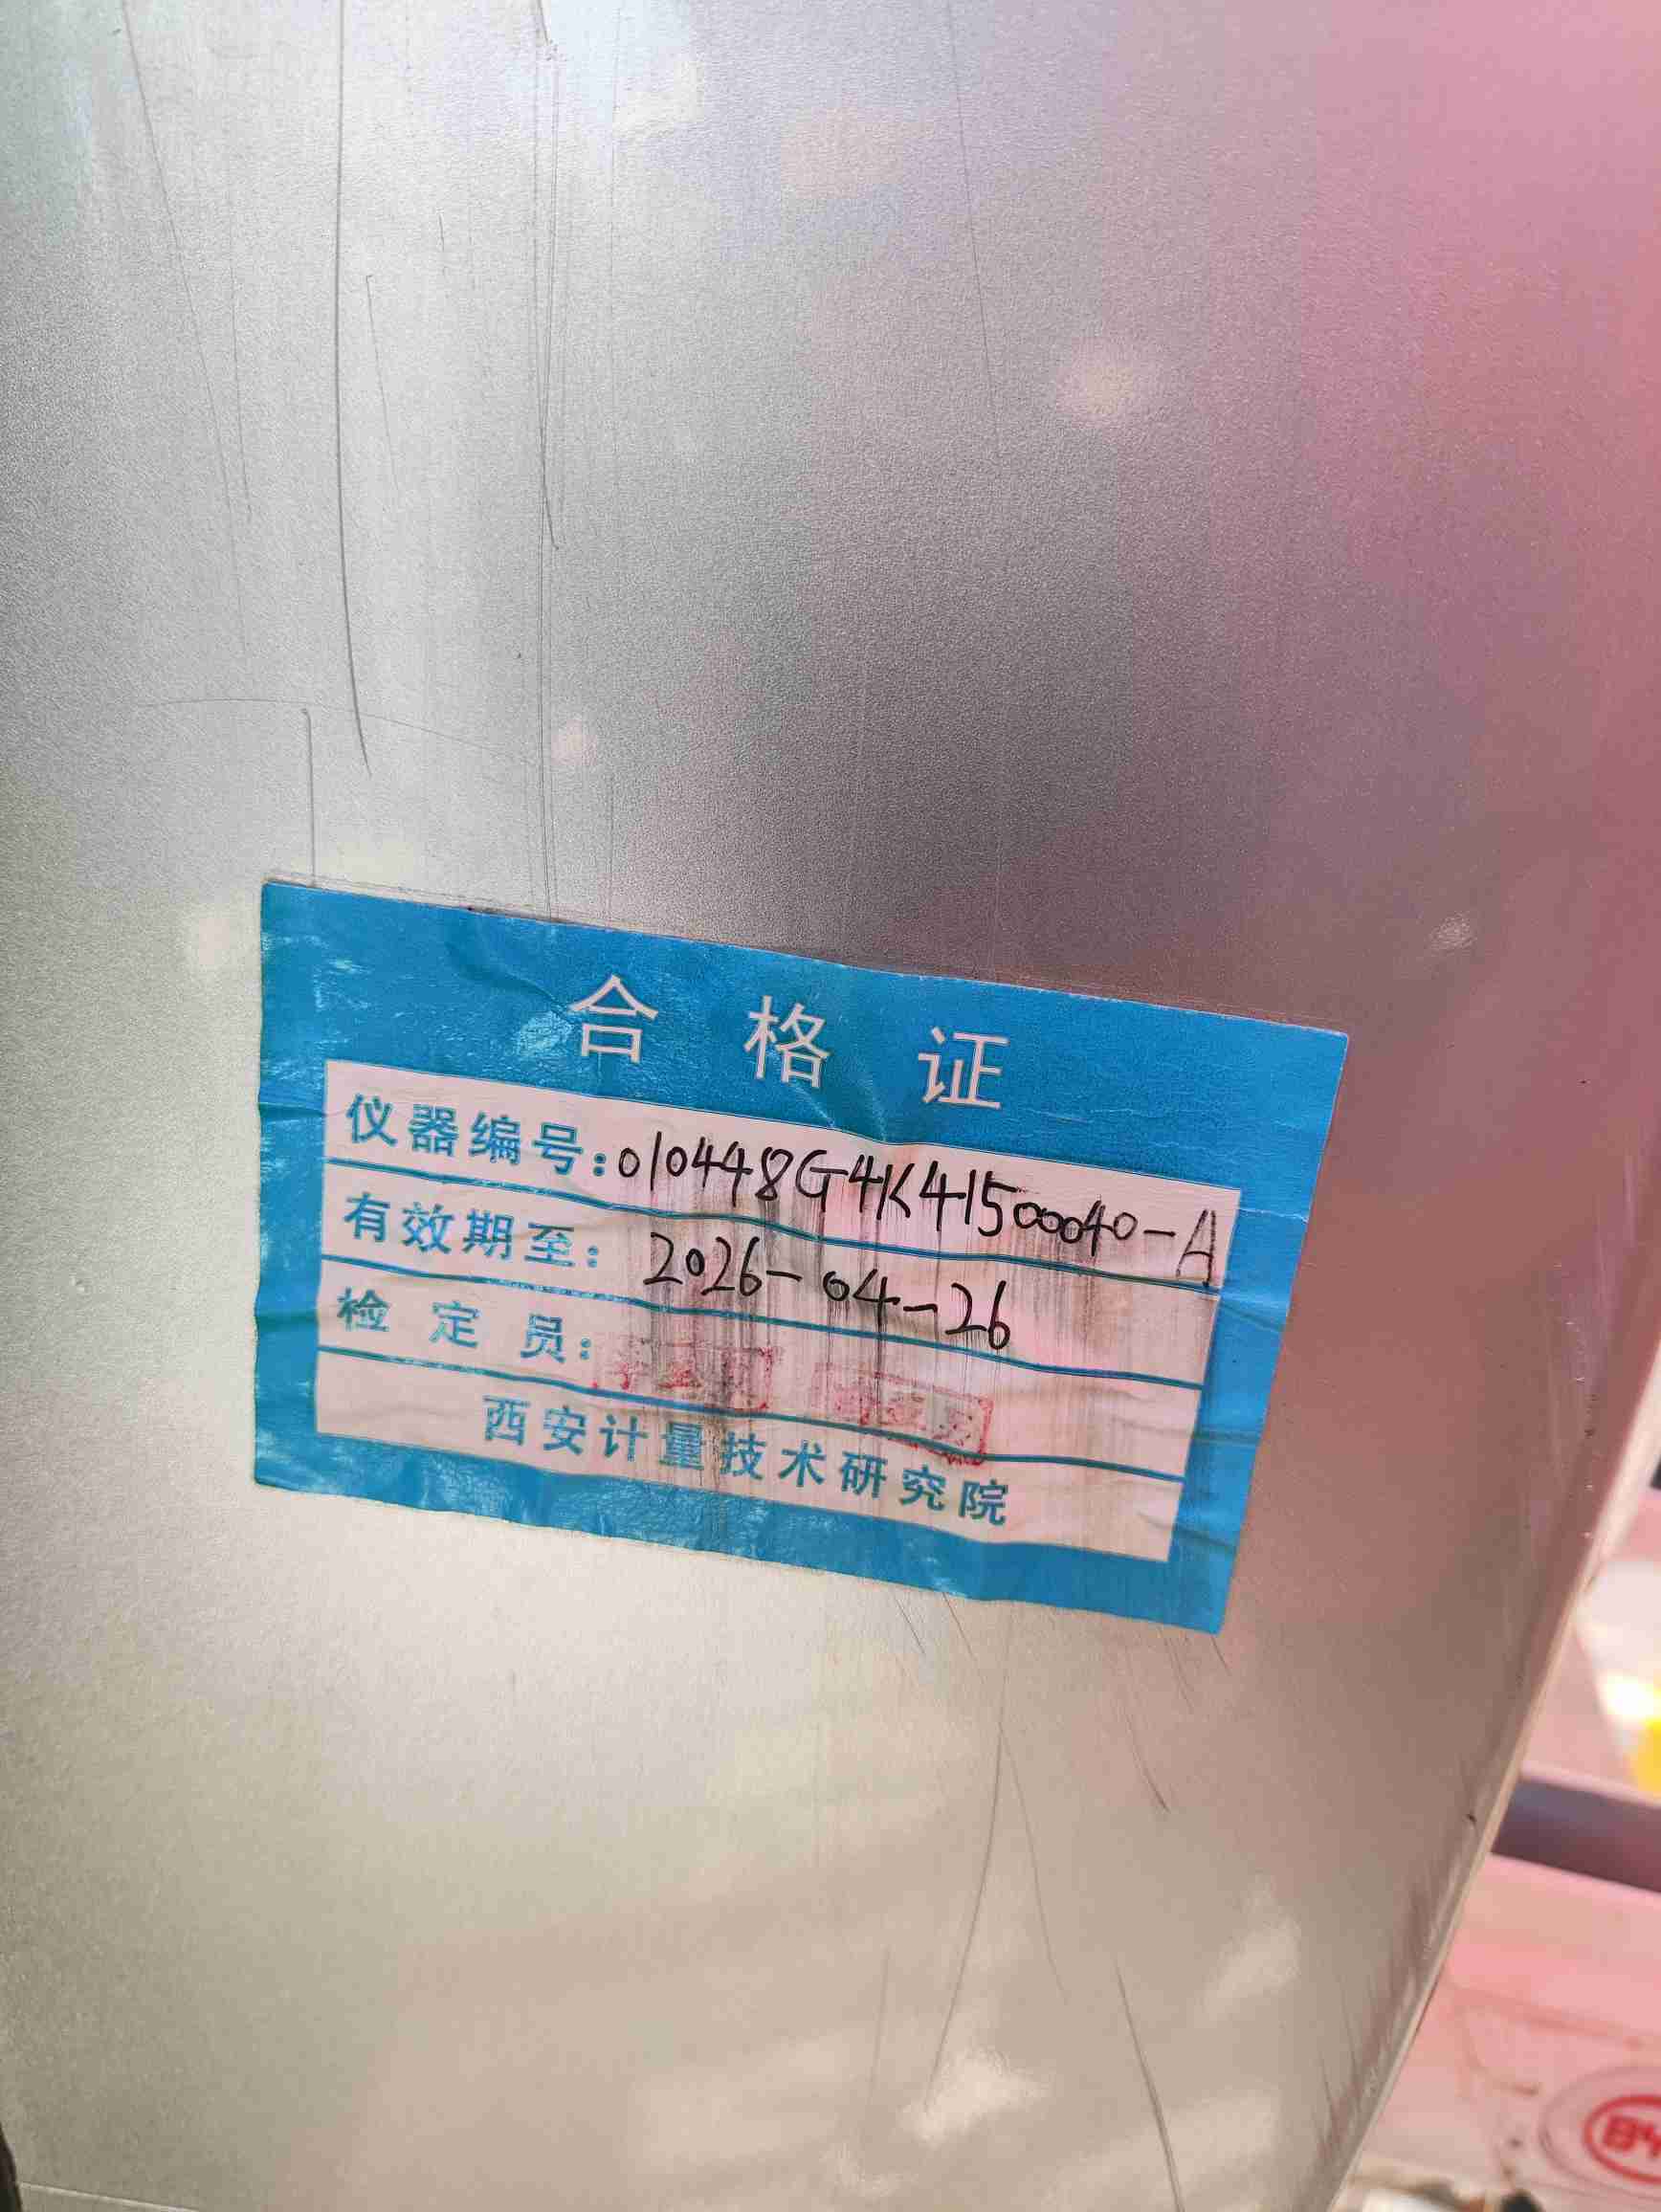 合格证
仪器编号:010448G4K41500040-A
有效期至: 2026-04-26
检定员:
西安计量技术研究院